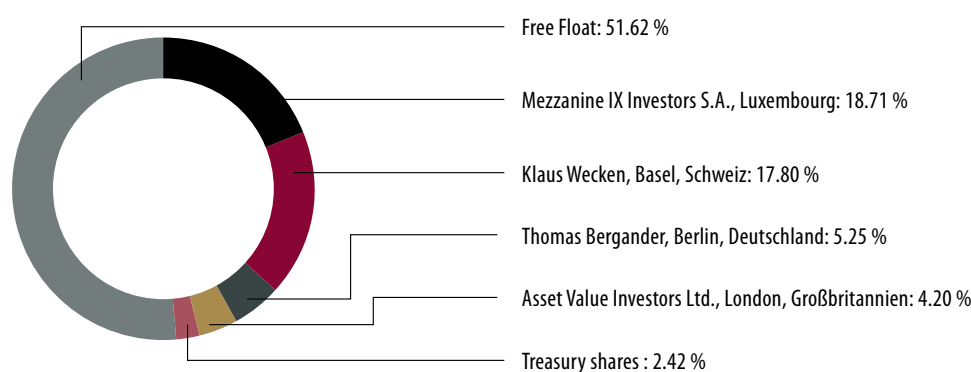 Free Float: 51.62 %
Mezzanine IX Investors S.A., Luxembourg: 18.71 %
Klaus Wecken, Basel, Schweiz: 17.80 %
Thomas Bergander, Berlin, Deutschland: 5.25 %
Asset Value Investors Ltd., London, Großbritannien: 4.20 %
Treasury shares : 2.42 %